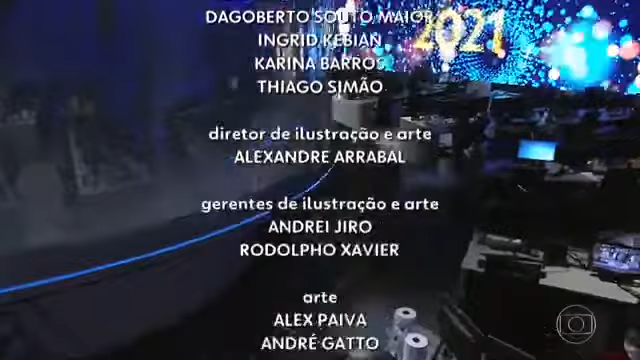 DAGOBERTO SOUTO MAIOR
INGRID KEBIAN
KARINA BARROS
THIAGO SIMÃO
diretor de ilustração e arte
ALEXANDRE ARRABAL
gerentes de ilustração e arte
ANDREI JIRO
RODOLPHO XAVIER
arte
ALEX PAIVA
ANDRÉ GATTO
2021